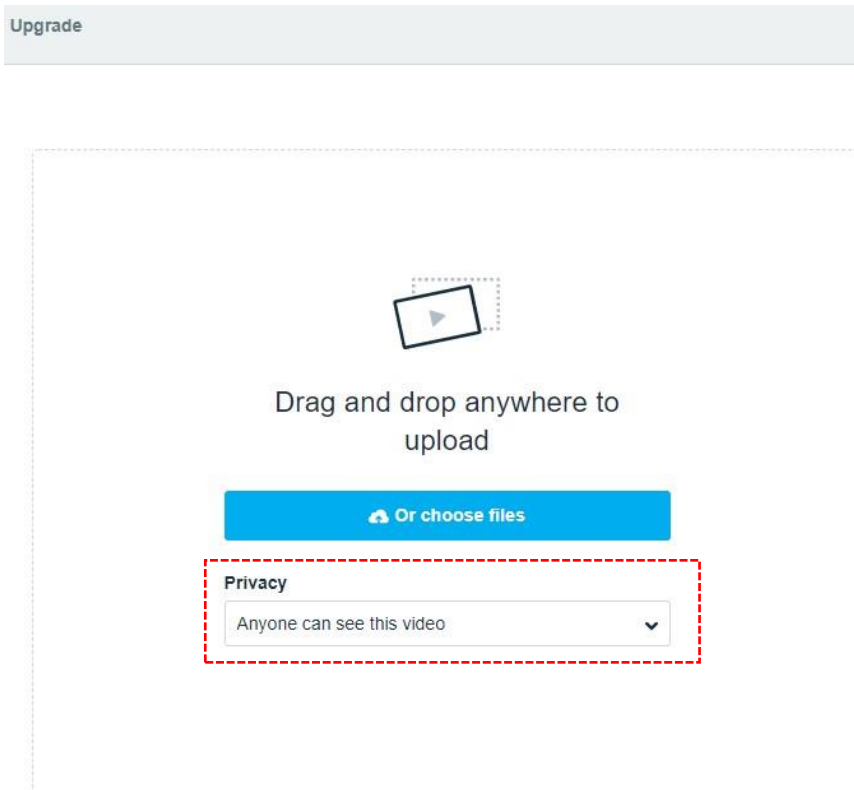 Upgrade
Drag and drop anywhere to
upload
Or choose files
Privacy
Anyone can see this video